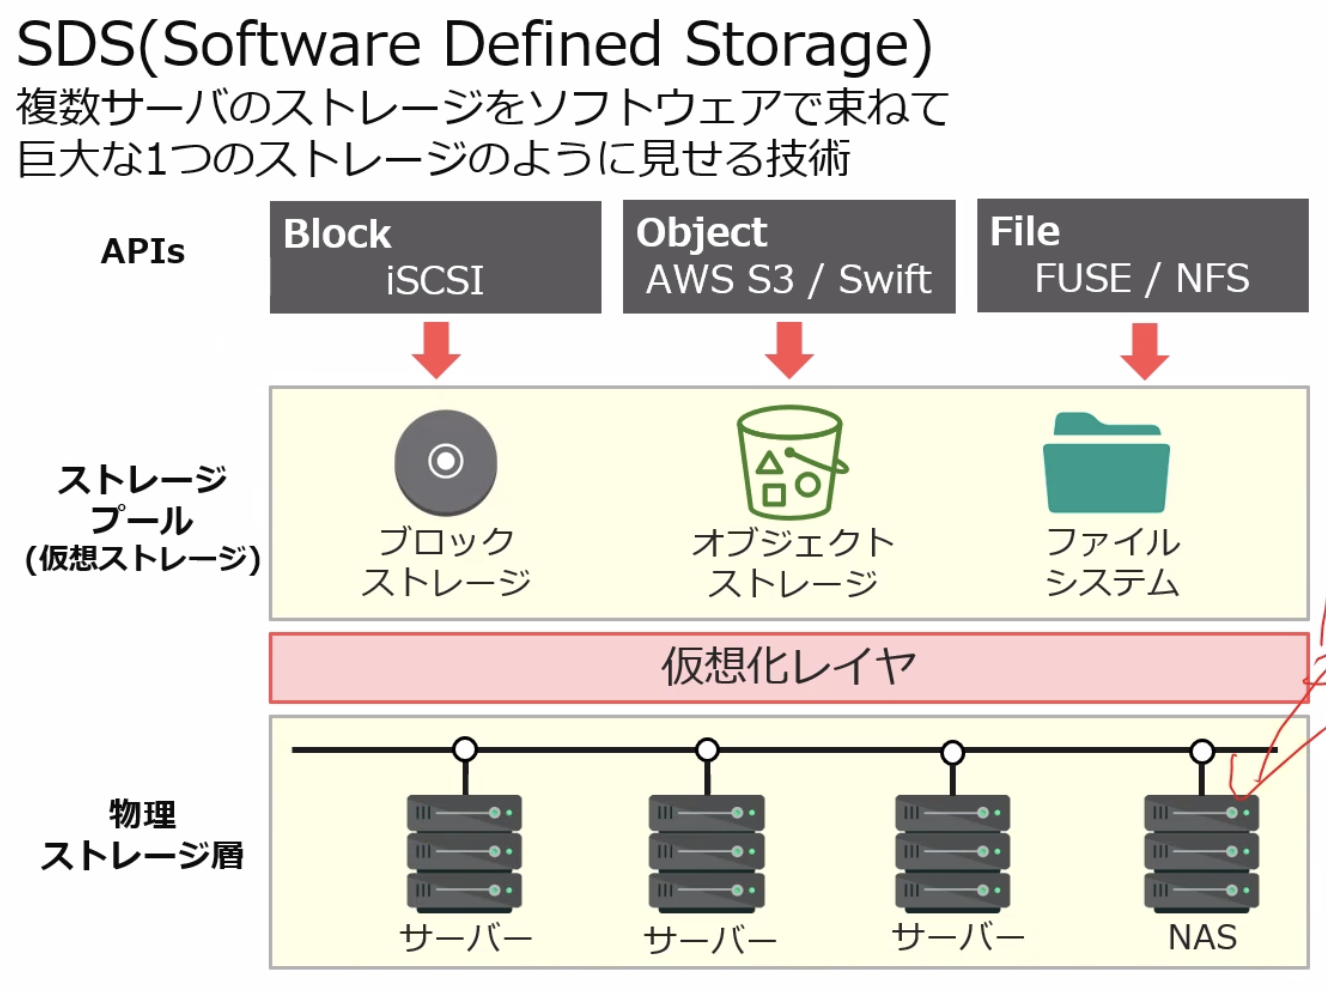 SDS(Software Defined Storage)
複数サーバのストレージをソフトウェアで束ねて
巨大な1つのストレージのように見せる技術
APIs
Block
iSCSI
Object
AWS S3 / Swift
File
FUSE / NFS
ストレージ
プール
(仮想ストレージ)
ブロック
ストレージ
オブジェクト
ストレージ
ファイル
システム
仮想化レイヤ
物理
ストレージ層
サーバー
サーバー
サーバー
NAS